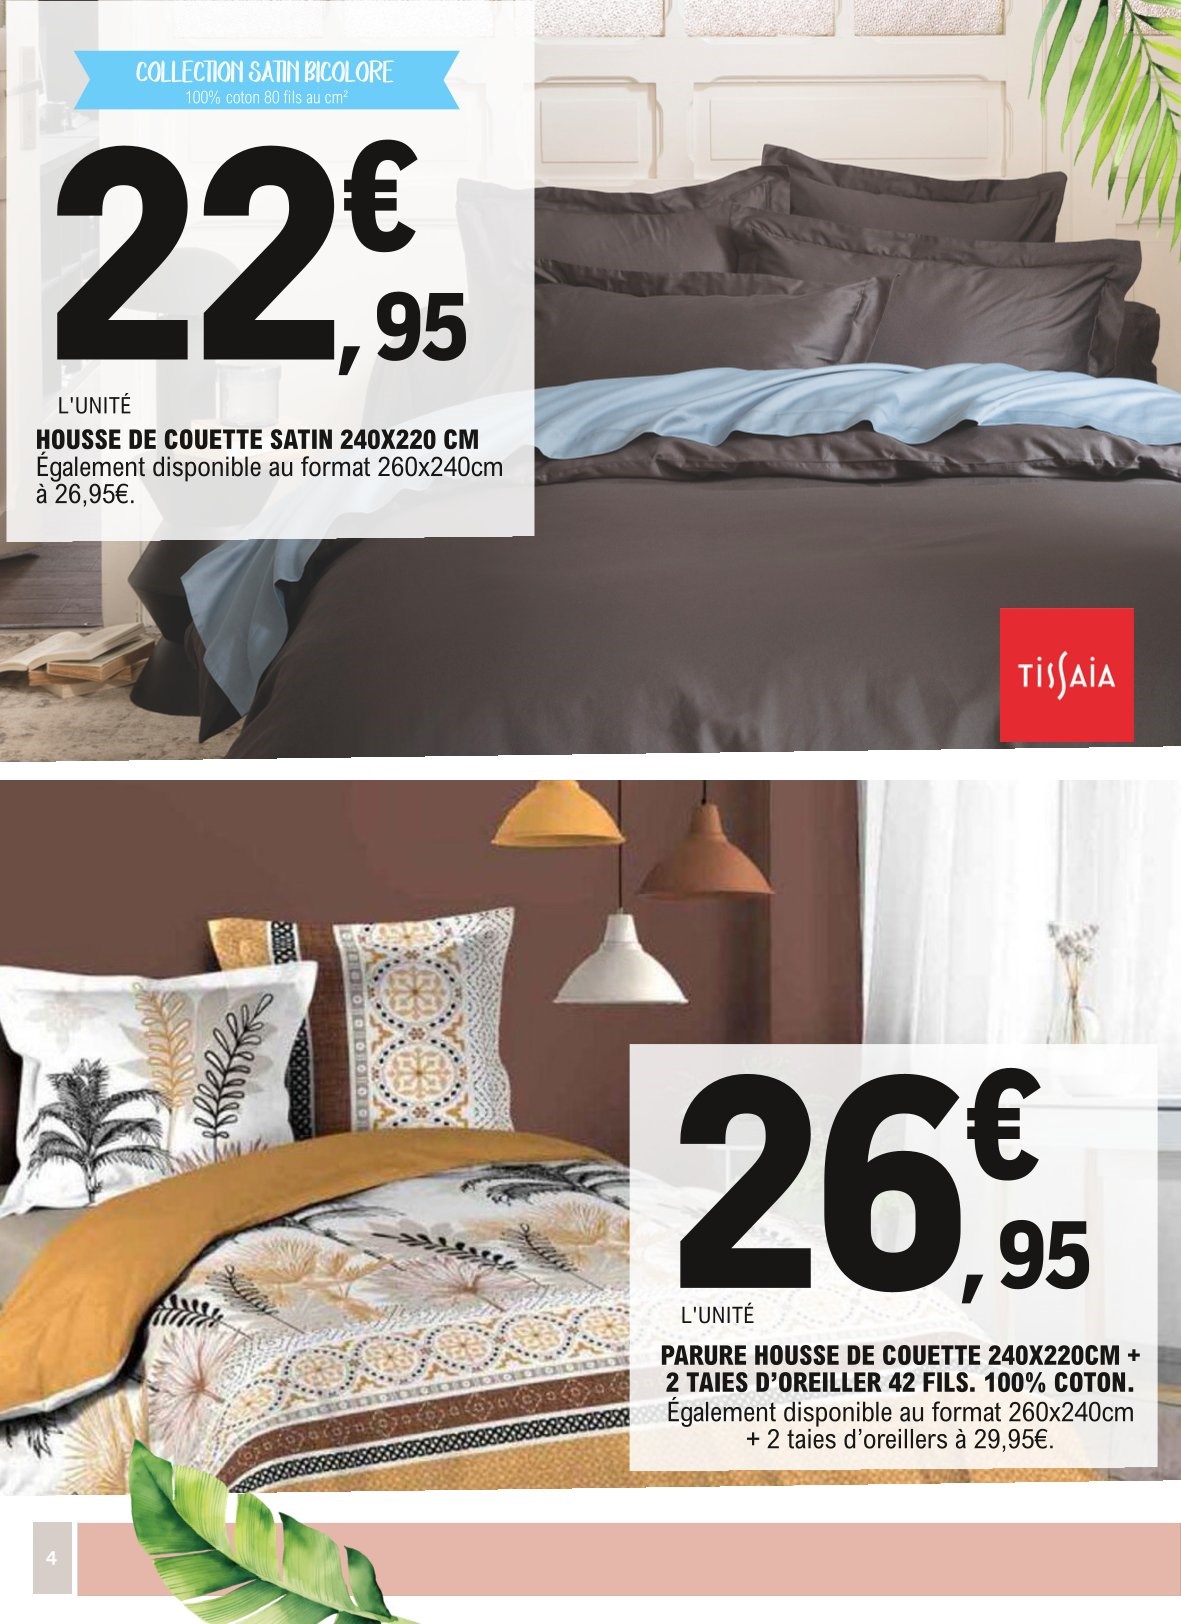 COLLECTION SATIN BICOLORE
100% coton 80 fils au cm²
22€,95
L'UNITÉ
HOUSSE DE COUETTE SATIN 240X220 CM
Également disponible au format 260x240cm
à 26,95€.
TISSAIA
26€,95
L'UNITÉ
PARURE HOUSSE DE COUETTE 240X220CM +
2 TAIES D’OREILLER 42 FILS. 100% COTON.
Également disponible au format 260x240cm
+ 2 taies d’oreillers à 29,95€.
4